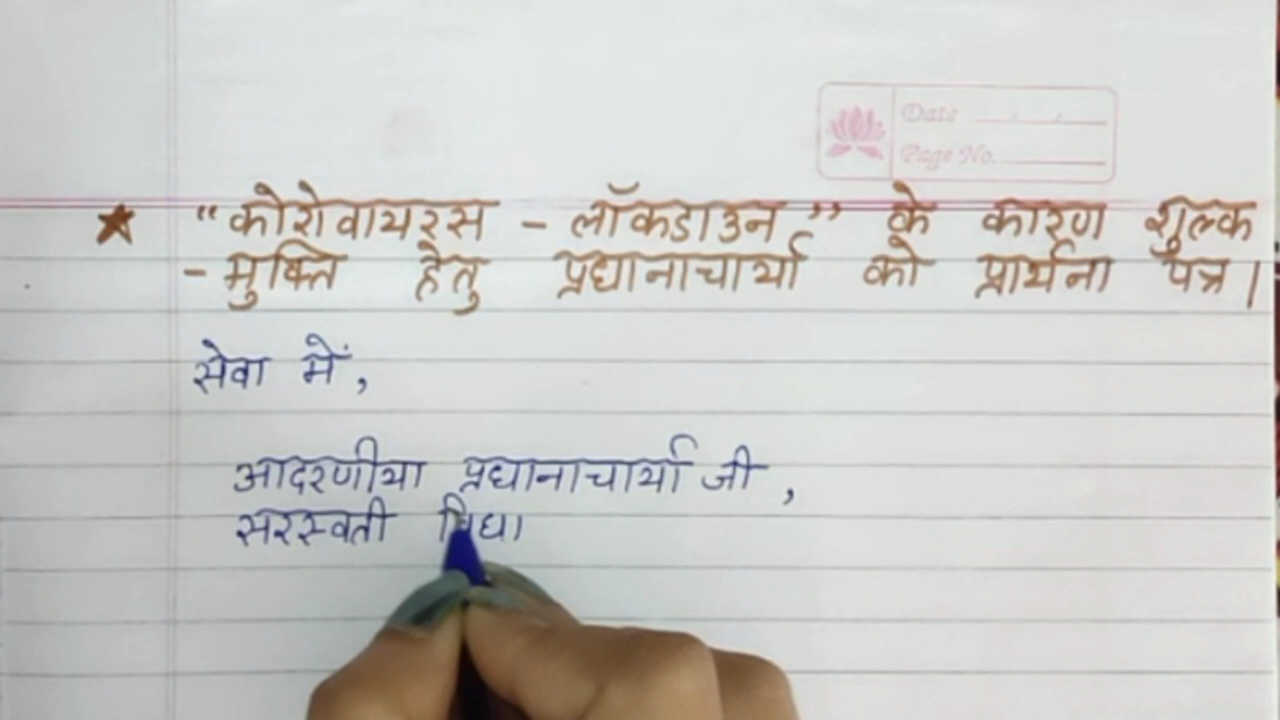 Date
Page No.
★ “कोरोवायरस - लॉकडाउन” के कारण शुल्क
- मुक्ति हेतु प्रधानाचार्या को प्रार्थना पत्र।
सेवा में,
आदरणीया प्रधानाचार्या जी,
सरस्वती विद्या